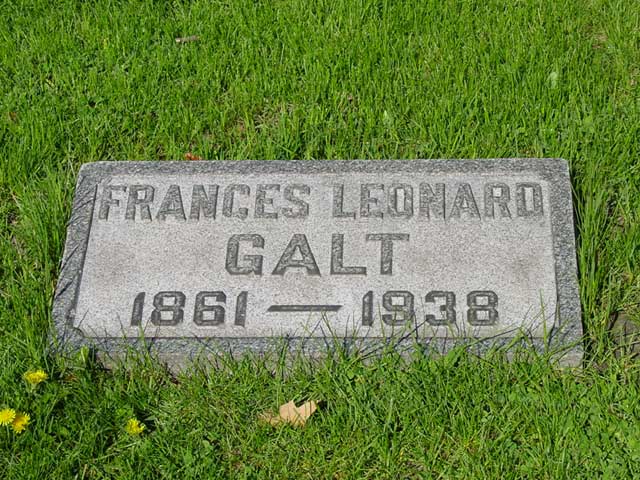 FRANCES LEONARD
GALT
1861 — 1938